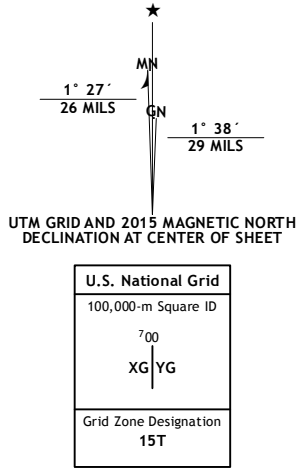 ★
MN
1° 27´
26 MILS
GN
1° 38´
29 MILS
UTM GRID AND 2015 MAGNETIC NORTH
DECLINATION AT CENTER OF SHEET
U.S. National Grid
100,000-m Square ID
⁷00
XG YG
Grid Zone Designation
15T